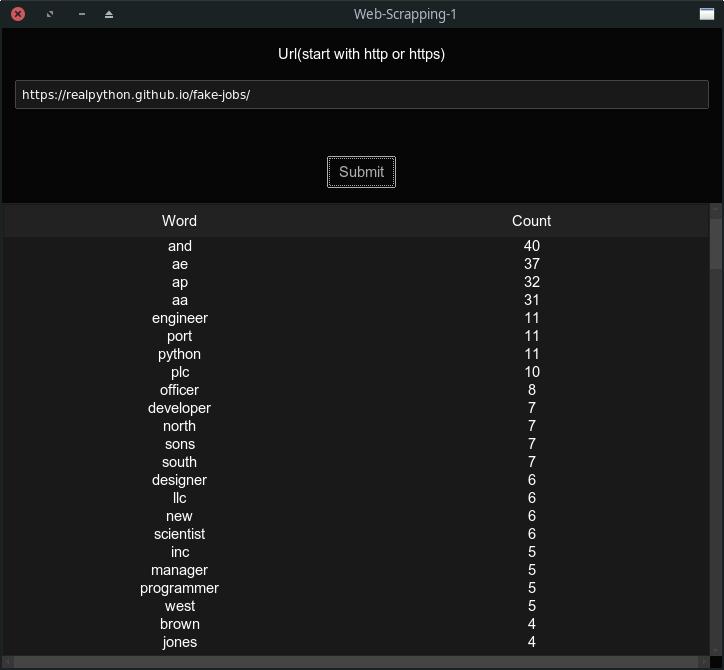 Web-Scrapping-1
Url(start with http or https)
https://realpython.github.io/fake-jobs/
Submit
Word Count
and 40
ae 37
ap 32
aa 31
engineer 11
port 11
python 11
plc 10
officer 8
developer 7
north 7
sons 7
south 7
designer 6
llc 6
new 6
scientist 6
inc 5
manager 5
programmer 5
west 5
brown 4
jones 4